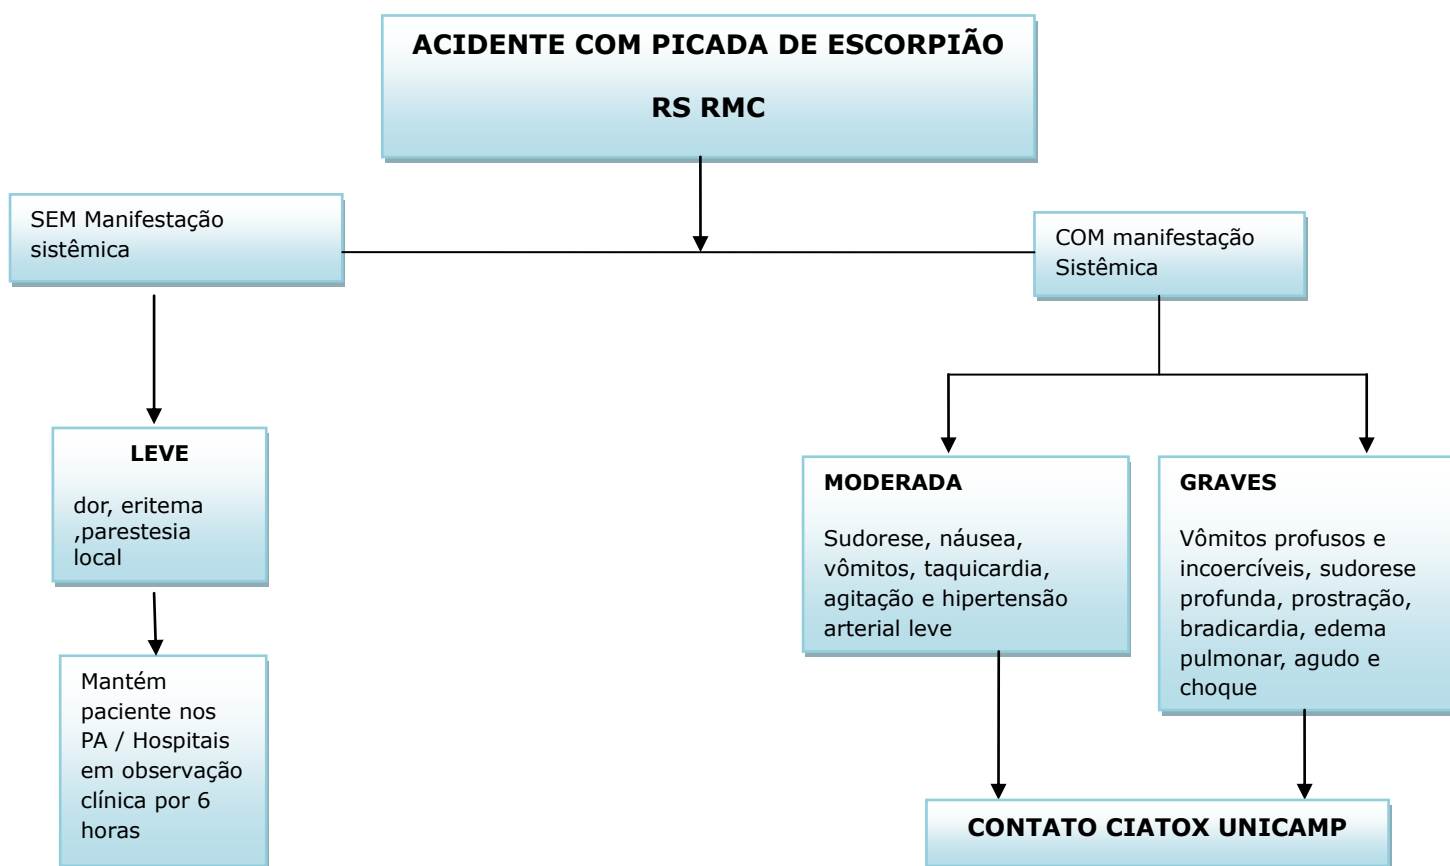 ACIDENTE COM PICADA DE ESCORPIÃO
RS RMC
SEM Manifestação
sistêmica
COM manifestação
Sistêmica
LEVE
dor, eritema
,parestesia
local
MODERADA
Sudorese, náusea,
vômitos, taquicardia,
agitação e hipertensão
arterial leve
GRAVES
Vômitos profusos e
incoercíveis, sudorese
profunda, prostração,
bradicardia, edema
pulmonar, agudo e
choque
Mantém
paciente nos
PA / Hospitais
em observação
clínica por 6
horas
CONTATO CIATOX UNICAMP